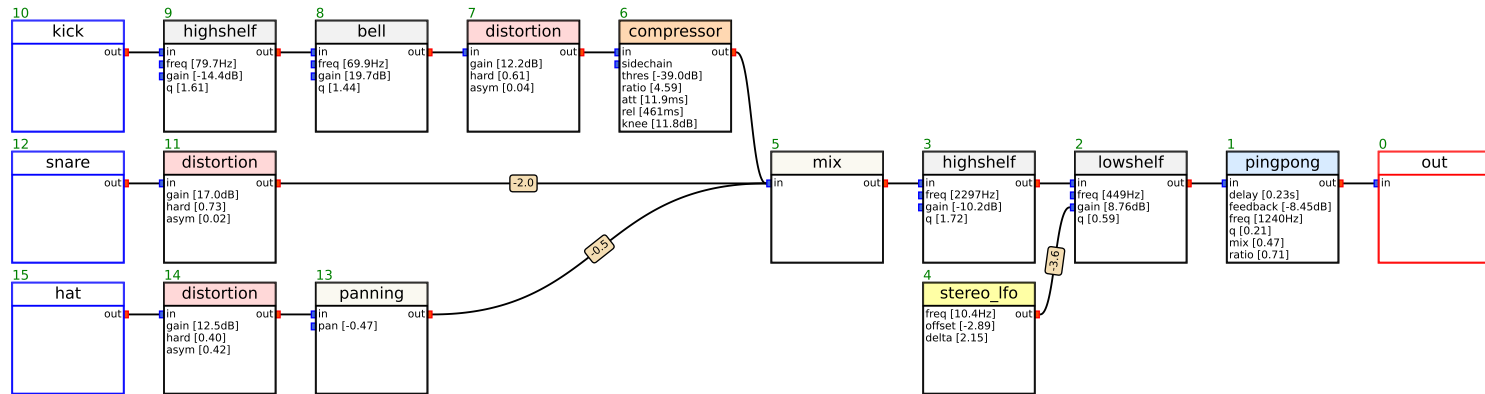 10
kick
out
9
highshelf
in out
freq [79.7Hz]
gain [-14.4dB]
q [1.61]
8
bell
in out
freq [69.9Hz]
gain [19.7dB]
q [1.44]
7
distortion
in out
gain [12.2dB]
hard [0.61]
asym [0.04]
6
compressor
in out
sidechain
thres [-39.0dB]
ratio [4.59]
att [11.9ms]
rel [461ms]
knee [11.8dB]
12
snare
out
11
distortion
in out
gain [17.0dB]
hard [0.73]
asym [0.02]
-2.0
5
mix
in out
3
highshelf
in out
freq [2297Hz]
gain [-10.2dB]
q [1.72]
2
lowshelf
in out
freq [449Hz]
gain [8.76dB]
q [0.59]
1
pingpong
in out
delay [0.23s]
feedback [-8.45dB]
freq [1240Hz]
q [0.21]
mix [0.47]
ratio [0.71]
0
out
in
15
hat
out
14
distortion
in out
gain [12.5dB]
hard [0.40]
asym [0.42]
13
panning
in out
pan [-0.47]
-0.5
4
stereo_lfo
freq [10.4Hz] out
offset [-2.89]
delta [2.15]
-3.6